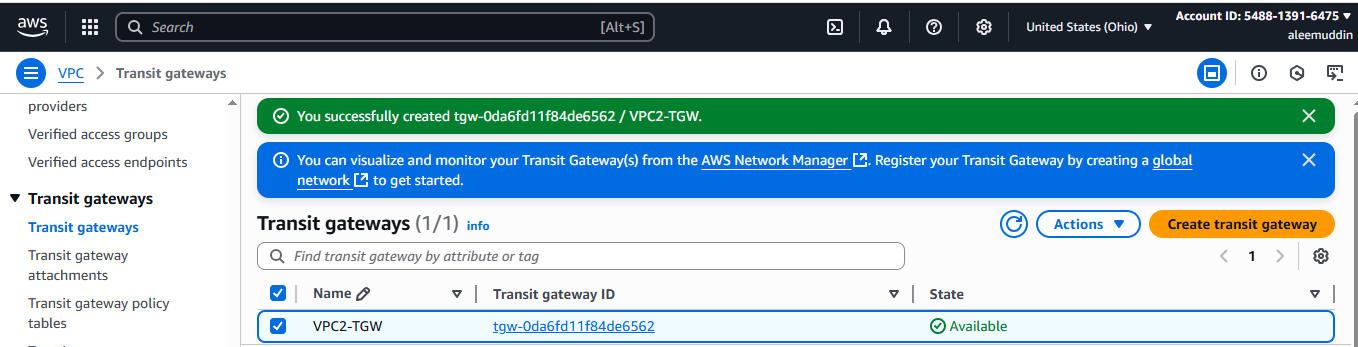 aws
Search [Alt+S]
United States (Ohio)
Account ID: 5488-1391-6475
aleemuddin
VPC > Transit gateways
providers
Verified access groups
Verified access endpoints
Transit gateways
Transit gateways
Transit gateway
attachments
Transit gateway policy
tables
You successfully created tgw-0da6fd11f84de6562 / VPC2-TGW.
You can visualize and monitor your Transit Gateway(s) from the AWS Network Manager. Register your Transit Gateway by creating a global
network to get started.
Transit gateways (1/1) info
Actions
Create transit gateway
Find transit gateway by attribute or tag
1
Name Transit gateway ID State
VPC2-TGW tgw-0da6fd11f84de6562 Available